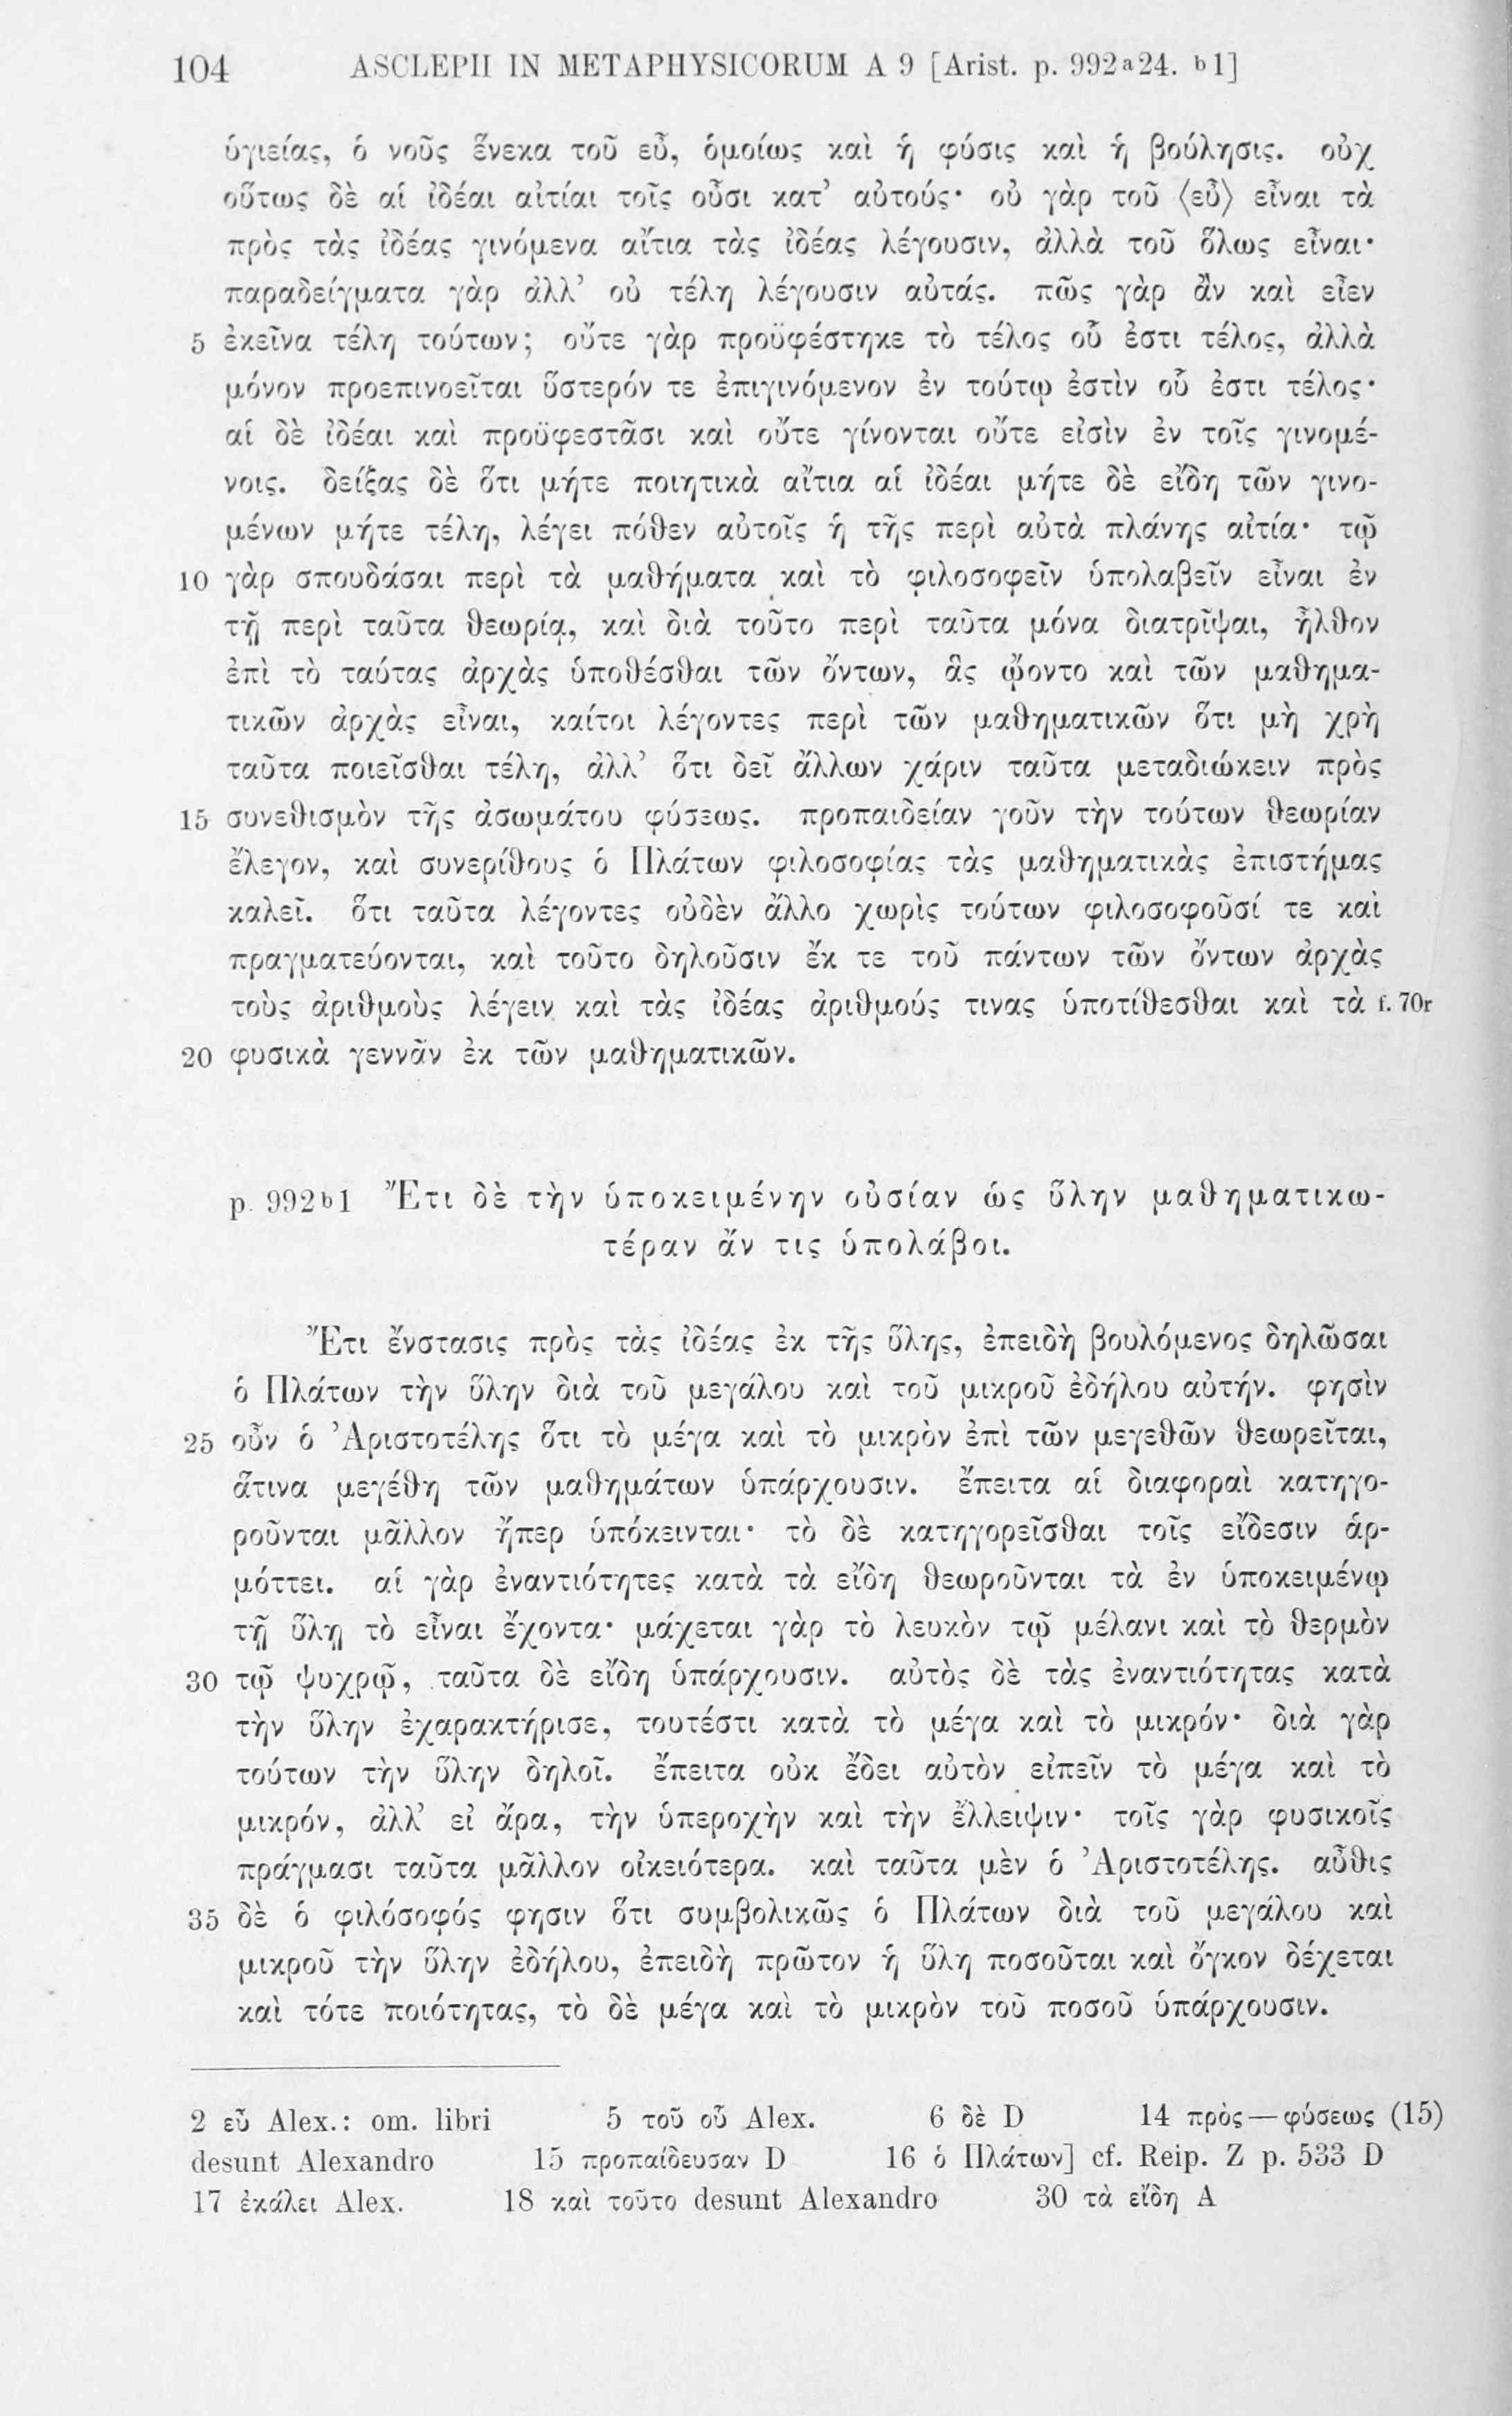 104 ASCLEPII IN METAPHYSICORUM A 9 [Arist. p. 992a24. b1]
ὑγιείας, ὁ νοῦς ἕνεκα τοῦ εὖ, ὁμοίως καὶ ἡ φύσις καὶ ἡ βούλησις. οὐχ
οὕτως δὲ αἱ ἰδέαι αἰτίαι τοῖς οὖσι κατ’ αὐτούς· οὐ γὰρ τοῦ ⟨εὖ⟩ εἶναι τὰ
πρὸς τὰς ἰδέας γινόμενα αἴτια τὰς ἰδέας λέγουσιν, ἀλλὰ τοῦ ὅλως εἶναι·
παραδείγματα γὰρ ἀλλ’ οὐ τέλη λέγουσιν αὐτάς. πῶς γὰρ ἂν καὶ εἶεν
5 ἐκεῖνα τέλη τούτων; οὔτε γὰρ προϋφέστηκε τὸ τέλος οὗ ἐστι τέλος, ἀλλὰ
μόνον προεπινοεῖται ὕστερόν τε ἐπιγινόμενον ἐν τούτῳ ἐστὶν οὗ ἐστι τέλος·
αἱ δὲ ἰδέαι καὶ προϋφεστᾶσι καὶ οὔτε γίνονται οὔτε εἰσὶν ἐν τοῖς γινομέ-
νοις. δείξας δὲ ὅτι μήτε ποιητικὰ αἴτια αἱ ἰδέαι μήτε δὲ εἴδη τῶν γινο-
μένων μήτε τέλη, λέγει πόθεν αὐτοῖς ἡ τῆς περὶ αὐτὰ πλάνης αἰτία· τῷ
10 γὰρ σπουδάσαι περὶ τὰ μαθήματα καὶ τὸ φιλοσοφεῖν ὑπολαβεῖν εἶναι ἐν
τῇ περὶ ταῦτα θεωρίᾳ, καὶ διὰ τοῦτο περὶ ταῦτα μόνα διατρῖψαι, ἦλθον
ἐπὶ τὸ ταύτας ἀρχὰς ὑποθέσθαι τῶν ὄντων, ἃς ᾤοντο καὶ τῶν μαθημα-
τικῶν ἀρχὰς εἶναι, καίτοι λέγοντες περὶ τῶν μαθηματικῶν ὅτι μὴ χρὴ
ταῦτα ποιεῖσθαι τέλη, ἀλλ’ ὅτι δεῖ ἄλλων χάριν ταῦτα μεταδιώκειν πρὸς
15 συνεθισμὸν τῆς ἀσωμάτου φύσεως. προπαιδείαν γοῦν τὴν τούτων θεωρίαν
ἔλεγον, καὶ συνερίθους ὁ Πλάτων φιλοσοφίας τὰς μαθηματικὰς ἐπιστήμας
καλεῖ. ὅτι ταῦτα λέγοντες οὐδὲν ἄλλο χωρὶς τούτων φιλοσοφοῦσί τε καὶ
πραγματεύονται, καὶ τοῦτο δηλοῦσιν ἔκ τε τοῦ πάντων τῶν ὄντων ἀρχὰς
τοὺς ἀριθμοὺς λέγειν καὶ τὰς ἰδέας ἀριθμούς τινας ὑποτίθεσθαι καὶ τὰ f. 70r
20 φυσικὰ γεννᾶν ἐκ τῶν μαθηματικῶν.
p. 992b1 Ἔτι δὲ τὴν ὑποκειμένην οὐσίαν ὡς ὕλην μαθηματικω-
τέραν ἄν τις ὑπολάβοι.
Ἔτι ἔνστασις πρὸς τὰς ἰδέας ἐκ τῆς ὕλης, ἐπειδὴ βουλόμενος δηλῶσαι
ὁ Πλάτων τὴν ὕλην διὰ τοῦ μεγάλου καὶ τοῦ μικροῦ ἐδήλου αὐτήν. φησὶν
25 οὖν ὁ Ἀριστοτέλης ὅτι τὸ μέγα καὶ τὸ μικρὸν ἐπὶ τῶν μεγεθῶν θεωρεῖται,
ἅτινα μεγέθη τῶν μαθημάτων ὑπάρχουσιν. ἔπειτα αἱ διαφοραὶ κατηγο-
ροῦνται μᾶλλον ἤπερ ὑπόκεινται· τὸ δὲ κατηγορεῖσθαι τοῖς εἴδεσιν ἁρ-
μόττει. αἱ γὰρ ἐναντιότητες κατὰ τὰ εἴδη θεωροῦνται τὰ ἐν ὑποκειμένῳ
τῇ ὕλῃ τὸ εἶναι ἔχοντα· μάχεται γὰρ τὸ λευκὸν τῷ μέλανι καὶ τὸ θερμὸν
30 τῷ ψυχρῷ, ταῦτα δὲ εἴδη ὑπάρχουσιν. αὐτὸς δὲ τὰς ἐναντιότητας κατὰ
τὴν ὕλην ἐχαρακτήρισε, τουτέστι κατὰ τὸ μέγα καὶ τὸ μικρόν· διὰ γὰρ
τούτων τὴν ὕλην δηλοῖ. ἔπειτα οὐκ ἔδει αὐτὸν εἰπεῖν τὸ μέγα καὶ τὸ
μικρόν, ἀλλ’ εἰ ἄρα, τὴν ὑπεροχὴν καὶ τὴν ἔλλειψιν· τοῖς γὰρ φυσικοῖς
πράγμασι ταῦτα μᾶλλον οἰκειότερα. καὶ ταῦτα μὲν ὁ Ἀριστοτέλης. αὖθις
35 δὲ ὁ φιλόσοφός φησιν ὅτι συμβολικῶς ὁ Πλάτων διὰ τοῦ μεγάλου καὶ
μικροῦ τὴν ὕλην ἐδήλου, ἐπειδὴ πρῶτον ἡ ὕλη ποσοῦται καὶ ὄγκον δέχεται
καὶ τότε ποιότητας, τὸ δὲ μέγα καὶ τὸ μικρὸν τοῦ ποσοῦ ὑπάρχουσιν.
2 εὖ Alex.: om. libri 5 τοῦ οὗ Alex. 6 δὲ D 14 πρὸς — φύσεως (15)
desunt Alexandro 15 προπαίδευσαν D 16 ὁ Πλάτων] cf. Reip. Z p. 533 D
17 ἐκάλει Alex. 18 καὶ τοῦτο desunt Alexandro 30 τὰ εἴδη A